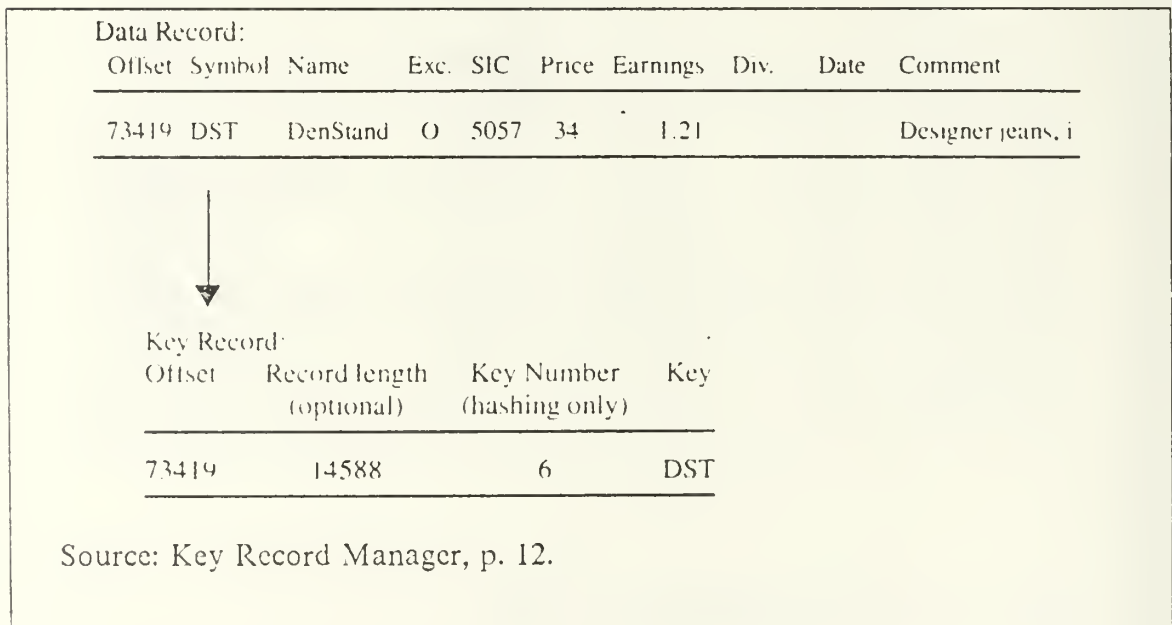 Data Record:
Offset Symbol Name Exc. SIC Price Earnings Div. Date Comment
73419 DST DenStand O 5057 34 1.21 Designer jeans, i
Key Record:
Offset Record length Key Number Key
(optional) (hashing only)
73419 14588 6 DST
Source: Key Record Manager, p. 12.